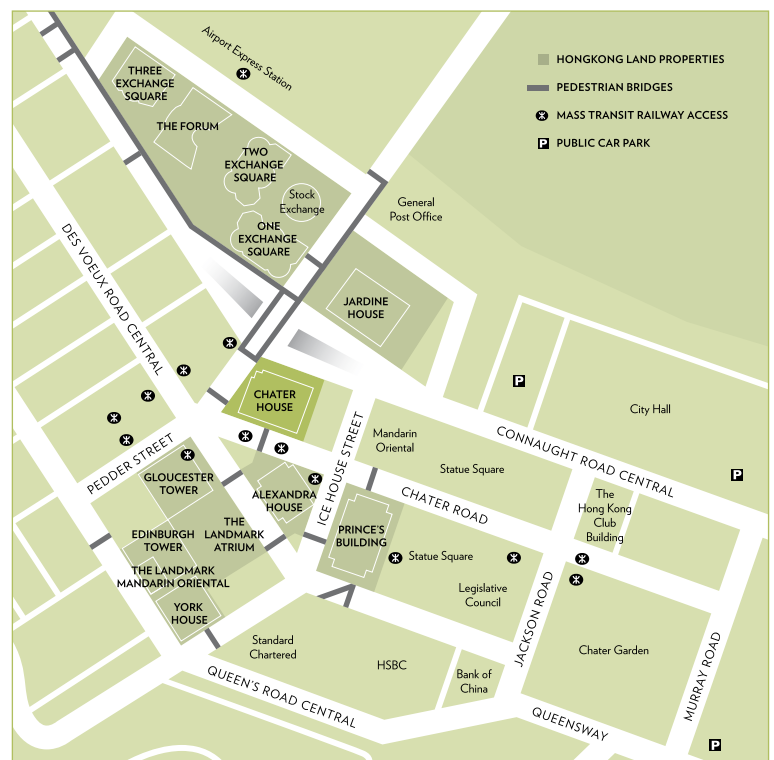 Airport Express Station
HONGKONG LAND PROPERTIES
PEDESTRIAN BRIDGES
MASS TRANSIT RAILWAY ACCESS
P PUBLIC CAR PARK
THREE
EXCHANGE
SQUARE
THE FORUM
TWO
EXCHANGE
SQUARE
Stock
Exchange
General
Post Office
ONE
EXCHANGE
SQUARE
DES VOEUX ROAD CENTRAL
JARDINE
HOUSE
P
CHATER
HOUSE
City Hall
Mandarin
Oriental
CONNAUGHT ROAD CENTRAL
PEDDER STREET
ICE HOUSE STREET
Statue Square
P
GLOUCESTER
TOWER
ALEXANDRA
HOUSE
CHATER ROAD
The
Hong Kong
Club
Building
EDINBURGH
TOWER
THE
LANDMARK
ATRIUM
PRINCE'S
BUILDING
Statue Square
THE LANDMARK
MANDARIN ORIENTAL
Legislative
Council
YORK
HOUSE
JACKSON ROAD
Standard
Chartered
HSBC
Chater Garden
MURRAY ROAD
Bank of
China
QUEEN'S ROAD CENTRAL
QUEENSWAY
P